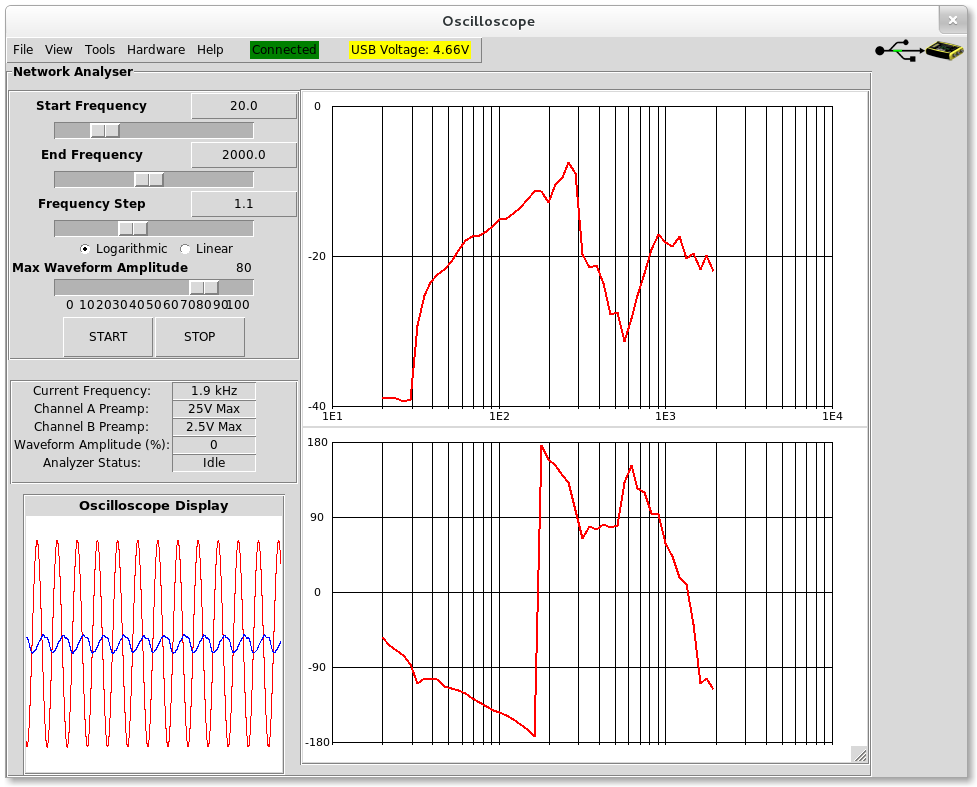 Oscilloscope
File View Tools Hardware Help Connected USB Voltage: 4.66V
Network Analyser
Start Frequency 20.0
End Frequency 2000.0
Frequency Step 1.1
Logarithmic Linear
Max Waveform Amplitude 80
0 10 20 30 40 50 60 70 80 90 100
START STOP
Current Frequency: 1.9 kHz
Channel A Preamp: 25V Max
Channel B Preamp: 2.5V Max
Waveform Amplitude (%): 0
Analyzer Status: Idle
Oscilloscope Display
0
-20
-40
1E1 1E2 1E3 1E4
180
90
0
-90
-180